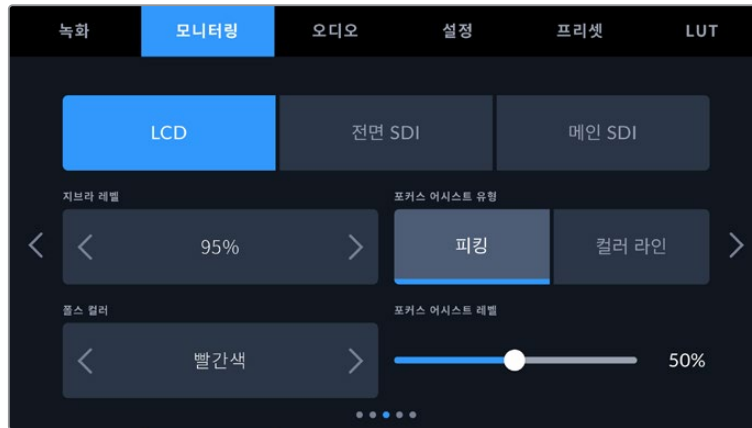 녹화 모니터링 오디오 설정 프리셋 LUT
LCD 전면 SDI 메인 SDI
지브라 레벨 포커스 어시스트 유형
95% 피킹 컬러 라인
폴스 컬러 포커스 어시스트 레벨
빨간색 50%